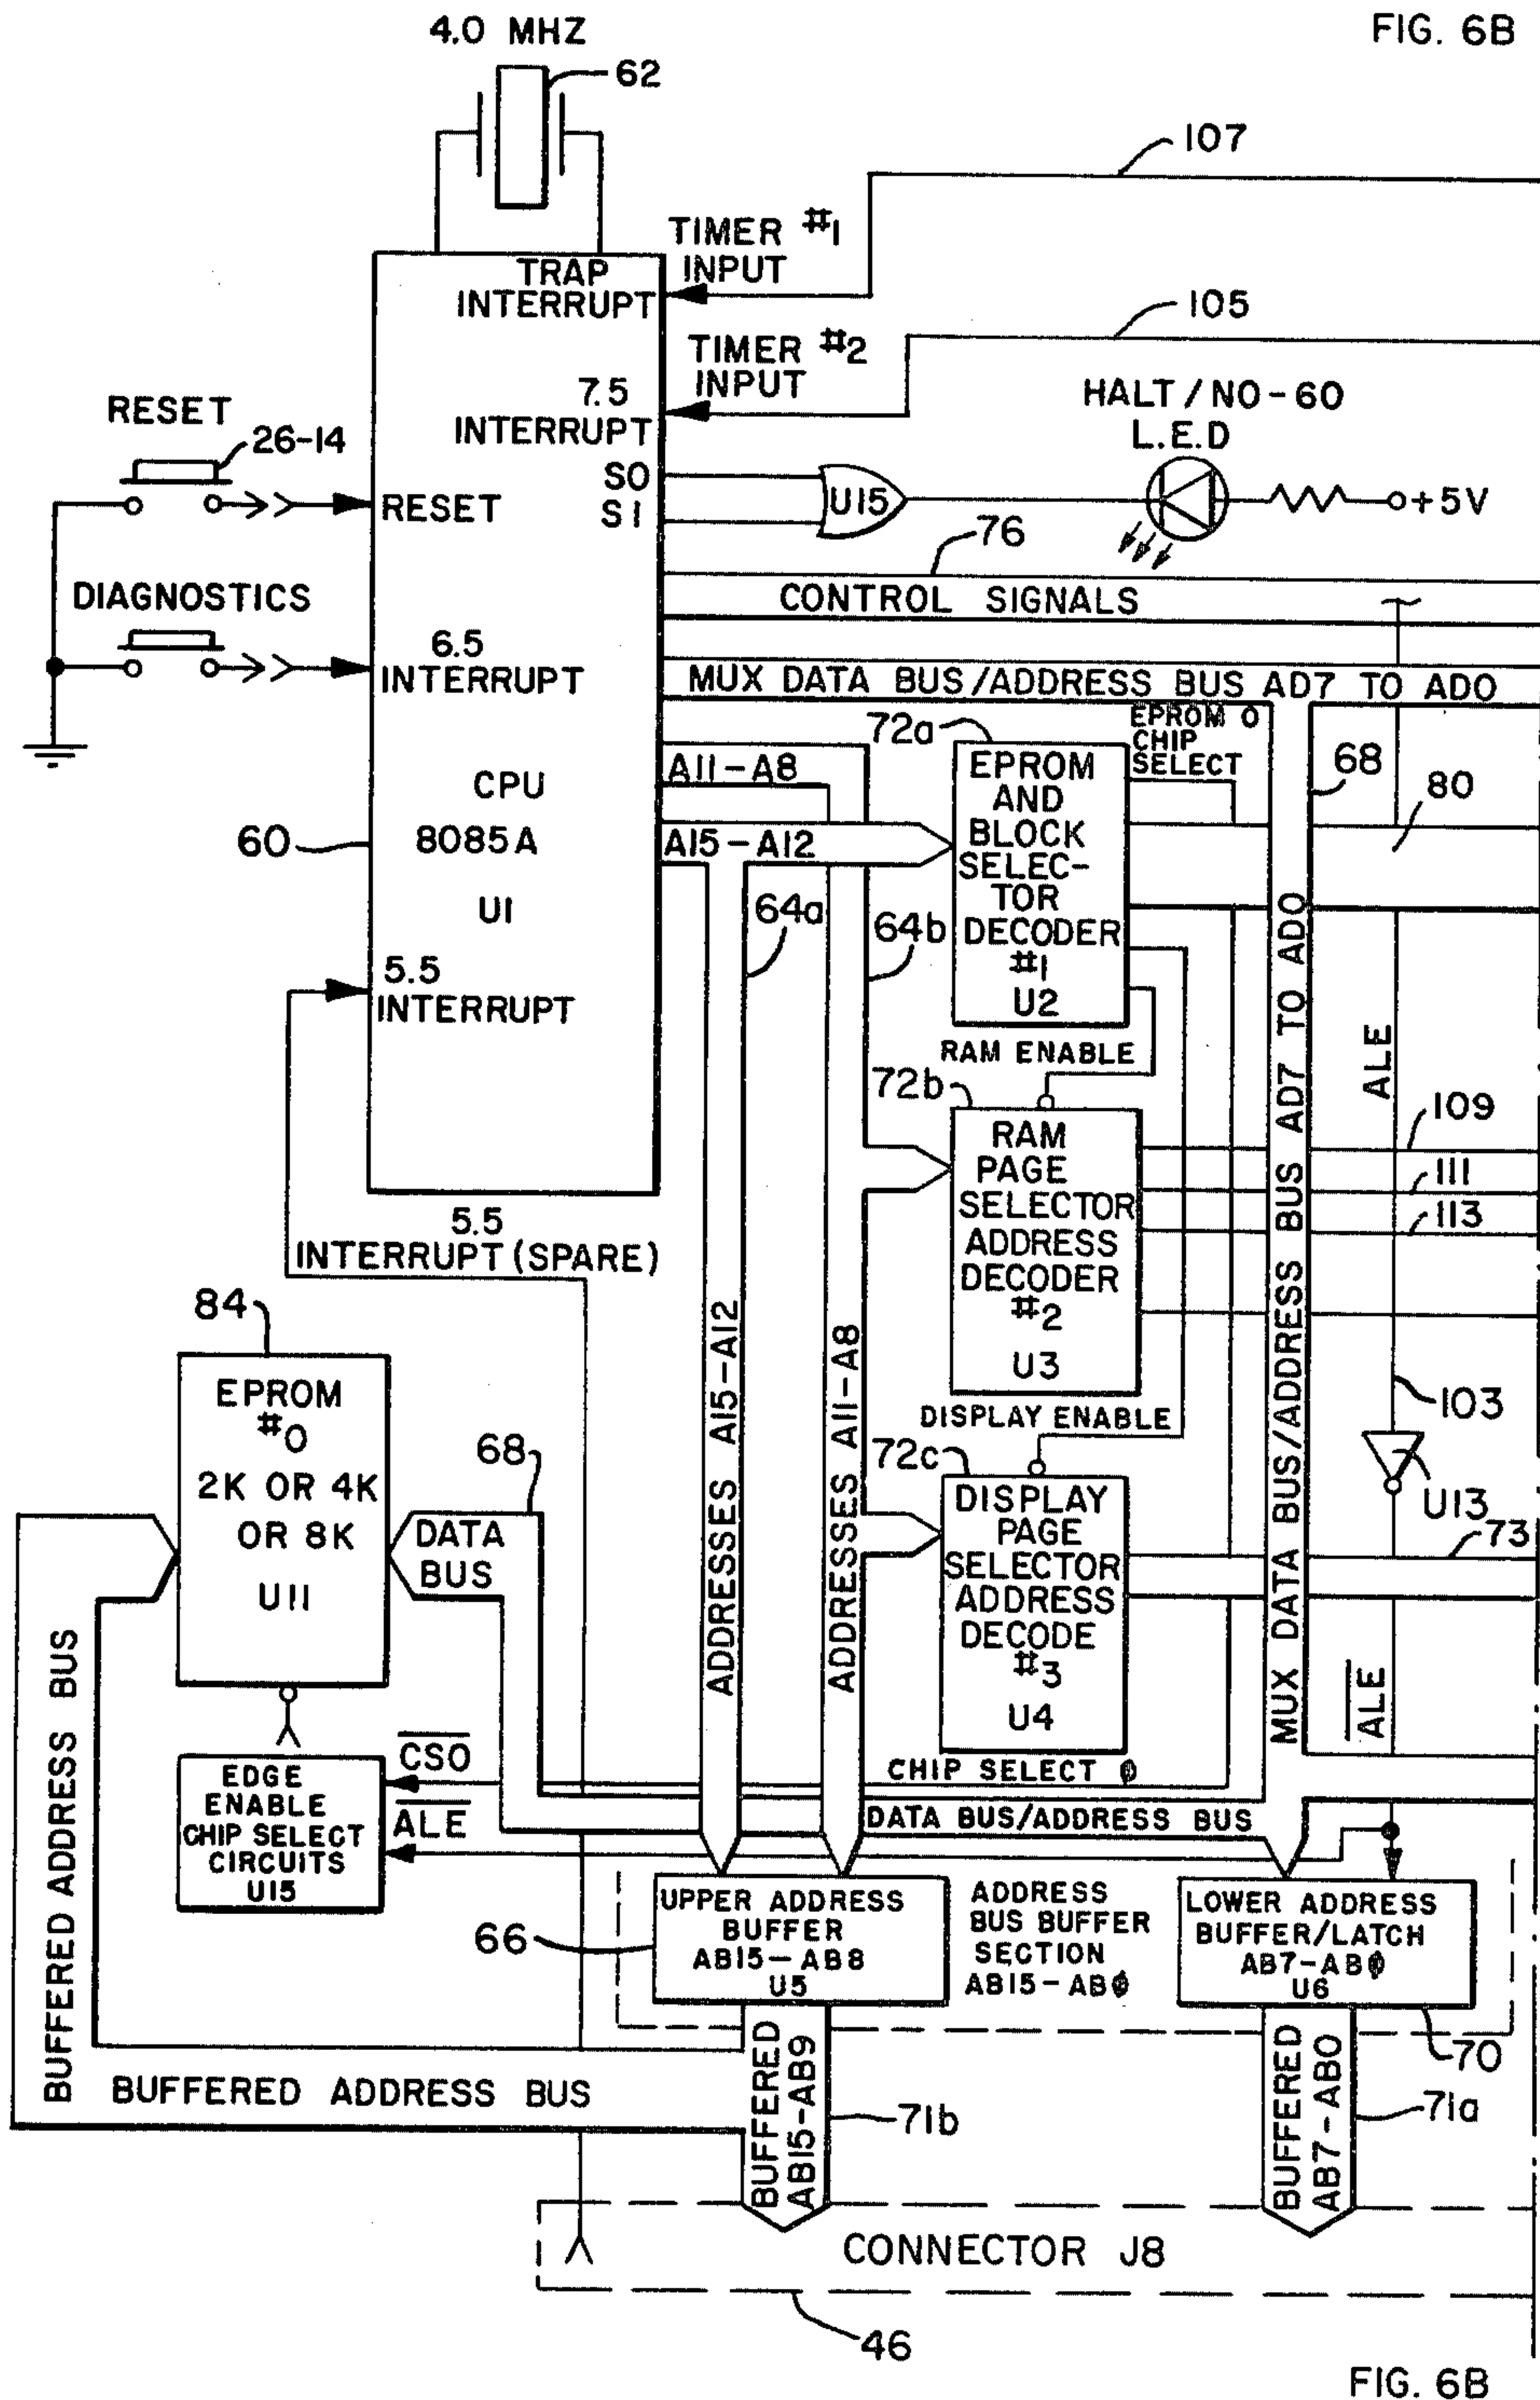 FIG. 6B
4.0 MHZ
62
107
TIMER #1
INPUT
TRAP
INTERRUPT
105
TIMER #2
INPUT
7.5
INTERRUPT
HALT / NO-60
L.E.D
RESET
26-14
RESET
S0
S1
U15
+5V
76
CONTROL SIGNALS
DIAGNOSTICS
6.5
INTERRUPT
MUX DATA BUS/ADDRESS BUS AD7 TO ADO
EPROM O
CHIP
SELECT
72a
EPROM
AND
BLOCK
SELEC-
TOR
DECODER
#1
U2
A11-A8
A15-A12
68
80
CPU
8085A
U1
60
64a
64b
5.5
INTERRUPT
RAM ENABLE
ALE
72b
RAM
PAGE
SELECTOR
ADDRESS
DECODER
#2
U3
109
111
113
5.5
INTERRUPT (SPARE)
ADDRESSES A15-A12
ADDRESSES A11-A8
MUX DATA BUS/ADDRESS BUS AD7 TO ADO
84
EPROM
#0
2K OR 4K
OR 8K
U11
68
DATA
BUS
DISPLAY ENABLE
103
U13
72c
DISPLAY
PAGE
SELECTOR
ADDRESS
DECODE
#3
U4
73
ALE
BUFFERED ADDRESS BUS
CSO
ALE
EDGE
ENABLE
CHIP SELECT
CIRCUITS
U15
CHIP SELECT Ø
DATA BUS/ADDRESS BUS
66
UPPER ADDRESS
BUFFER
AB15-AB8
U5
ADDRESS
BUS BUFFER
SECTION
AB15-ABØ
LOWER ADDRESS
BUFFER/LATCH
AB7-ABØ
U6
70
BUFFERED ADDRESS BUS
BUFFERED
AB15-AB9
71b
BUFFERED
AB7-ABO
71a
CONNECTOR J8
46
FIG. 6B